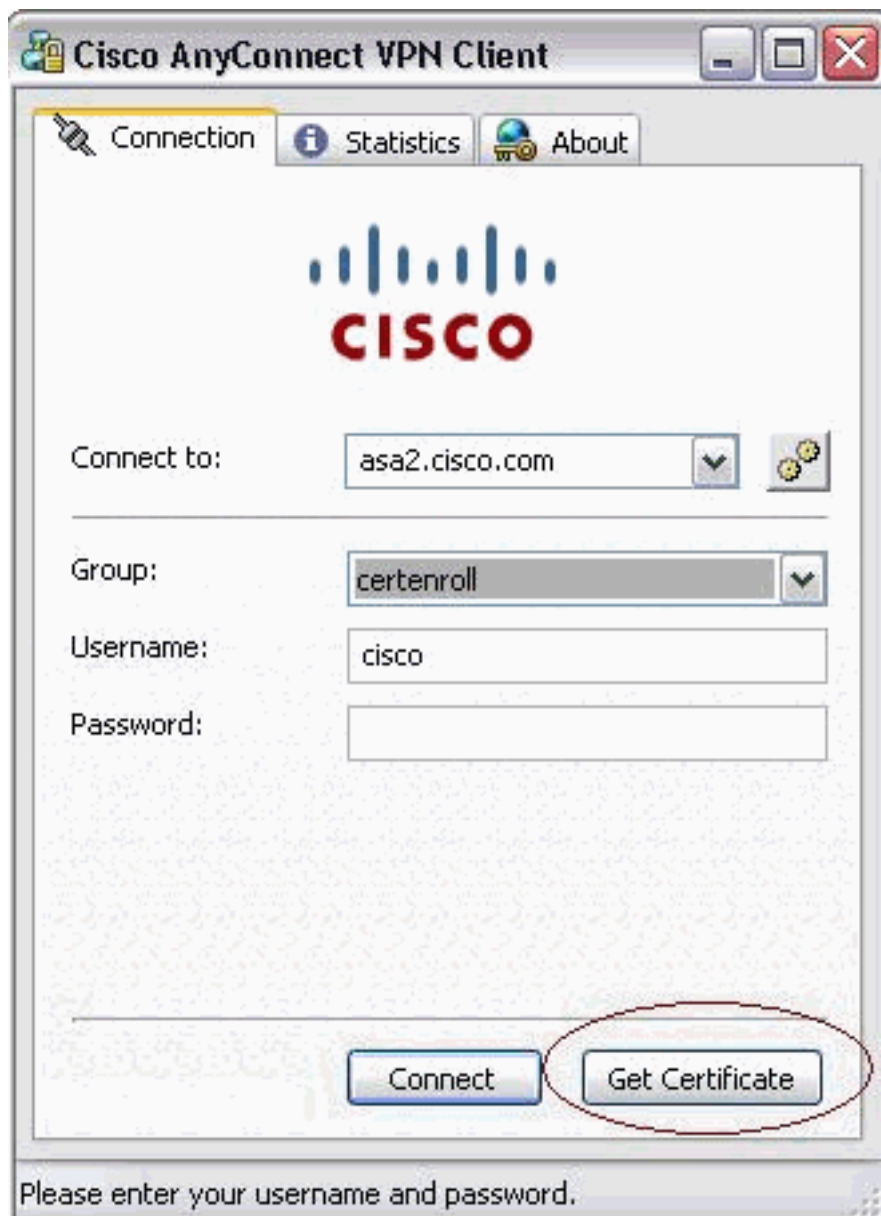 Cisco AnyConnect VPN Client
Connection
Statistics
About
CISCO
Connect to:
asa2.cisco.com
Group:
certenroll
Username:
cisco
Password:
Connect
Get Certificate
Please enter your username and password.